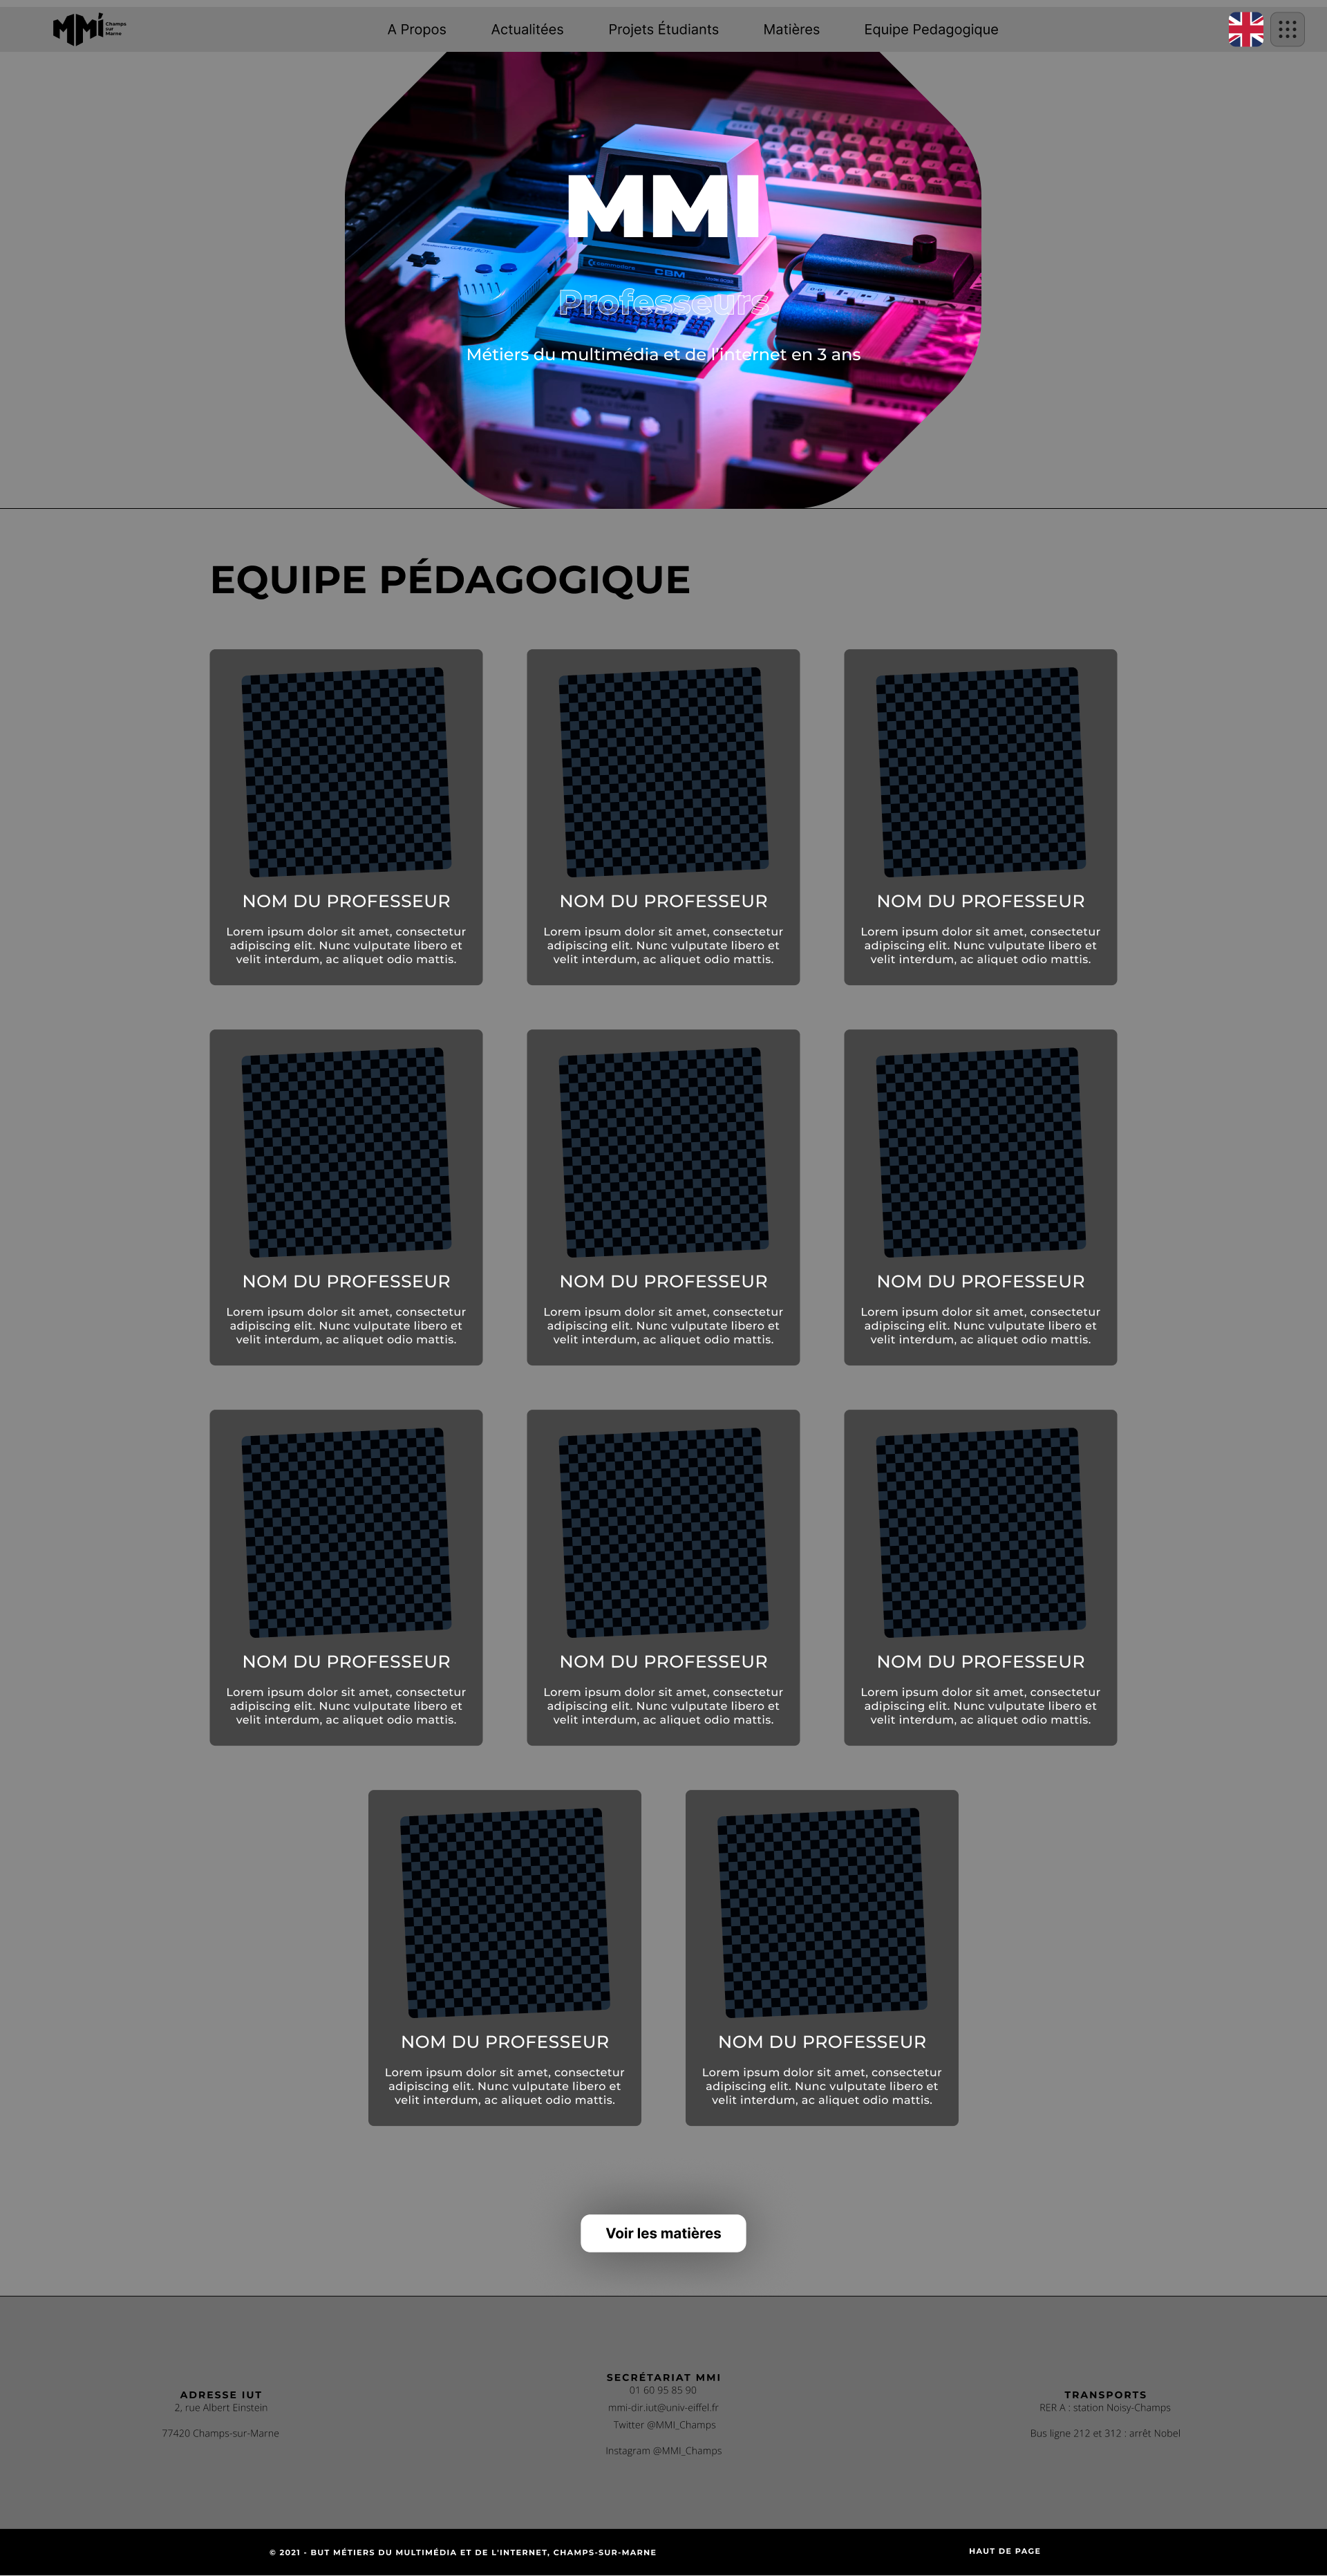 MMI
Champs
sur
Marne
A Propos
Actualitées
Projets Étudiants
Matières
Equipe Pedagogique
MMI
Professeurs
Métiers du multimédia et de l'internet en 3 ans
GAME BOY
commodore
CBM
EQUIPE PÉDAGOGIQUE
NOM DU PROFESSEUR
Lorem ipsum dolor sit amet, consectetur
adipiscing elit. Nunc vulputate libero et
velit interdum, ac aliquet odio mattis.
NOM DU PROFESSEUR
Lorem ipsum dolor sit amet, consectetur
adipiscing elit. Nunc vulputate libero et
velit interdum, ac aliquet odio mattis.
NOM DU PROFESSEUR
Lorem ipsum dolor sit amet, consectetur
adipiscing elit. Nunc vulputate libero et
velit interdum, ac aliquet odio mattis.
NOM DU PROFESSEUR
Lorem ipsum dolor sit amet, consectetur
adipiscing elit. Nunc vulputate libero et
velit interdum, ac aliquet odio mattis.
NOM DU PROFESSEUR
Lorem ipsum dolor sit amet, consectetur
adipiscing elit. Nunc vulputate libero et
velit interdum, ac aliquet odio mattis.
NOM DU PROFESSEUR
Lorem ipsum dolor sit amet, consectetur
adipiscing elit. Nunc vulputate libero et
velit interdum, ac aliquet odio mattis.
NOM DU PROFESSEUR
Lorem ipsum dolor sit amet, consectetur
adipiscing elit. Nunc vulputate libero et
velit interdum, ac aliquet odio mattis.
NOM DU PROFESSEUR
Lorem ipsum dolor sit amet, consectetur
adipiscing elit. Nunc vulputate libero et
velit interdum, ac aliquet odio mattis.
NOM DU PROFESSEUR
Lorem ipsum dolor sit amet, consectetur
adipiscing elit. Nunc vulputate libero et
velit interdum, ac aliquet odio mattis.
NOM DU PROFESSEUR
Lorem ipsum dolor sit amet, consectetur
adipiscing elit. Nunc vulputate libero et
velit interdum, ac aliquet odio mattis.
NOM DU PROFESSEUR
Lorem ipsum dolor sit amet, consectetur
adipiscing elit. Nunc vulputate libero et
velit interdum, ac aliquet odio mattis.
Voir les matières
ADRESSE IUT
2, rue Albert Einstein
77420 Champs-sur-Marne
SECRÉTARIAT MMI
01 60 95 85 90
mmi-dir.iut@univ-eiffel.fr
Twitter @MMI_Champs
Instagram @MMI_Champs
TRANSPORTS
RER A : station Noisy-Champs
Bus ligne 212 et 312 : arrêt Nobel
© 2021 - BUT MÉTIERS DU MULTIMÉDIA ET DE L'INTERNET, CHAMPS-SUR-MARNE
HAUT DE PAGE